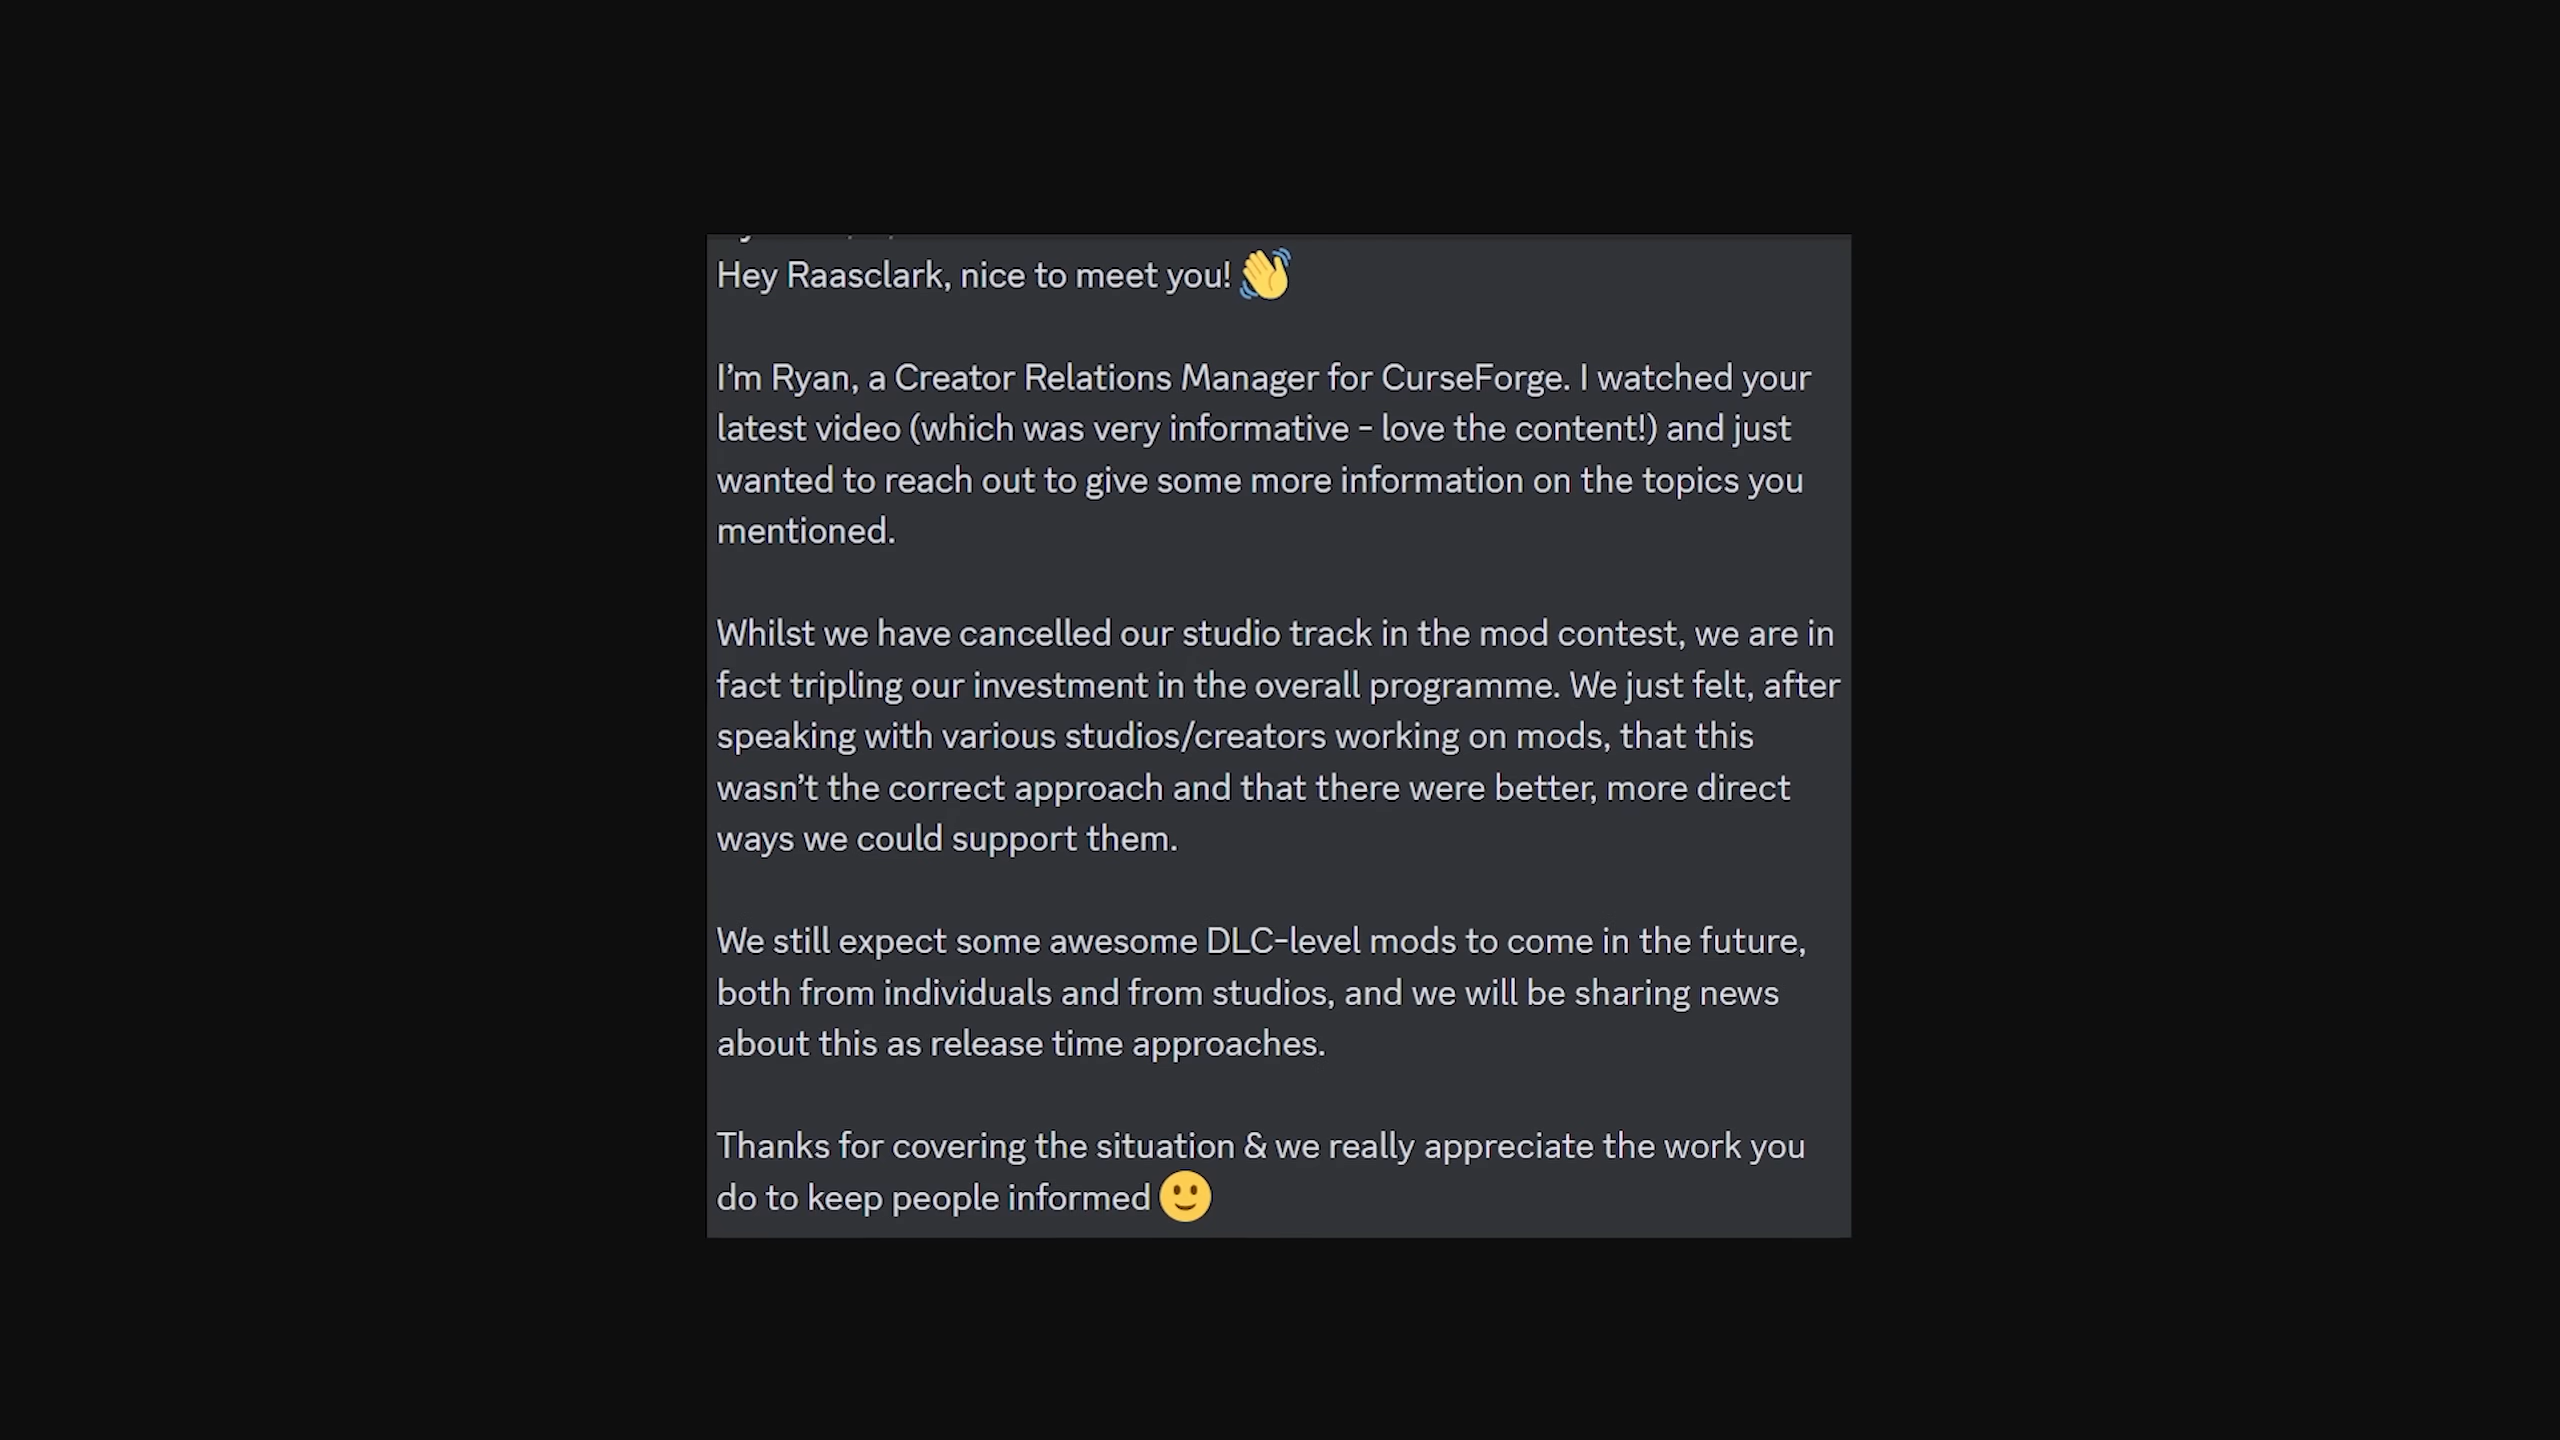 Hey Raasclark, nice to meet you! 👋
I'm Ryan, a Creator Relations Manager for CurseForge. I watched your
latest video (which was very informative - love the content!) and just
wanted to reach out to give some more information on the topics you
mentioned.
Whilst we have cancelled our studio track in the mod contest, we are in
fact tripling our investment in the overall programme. We just felt, after
speaking with various studios/creators working on mods, that this
wasn't the correct approach and that there were better, more direct
ways we could support them.
We still expect some awesome DLC-level mods to come in the future,
both from individuals and from studios, and we will be sharing news
about this as release time approaches.
Thanks for covering the situation & we really appreciate the work you
do to keep people informed 🙂